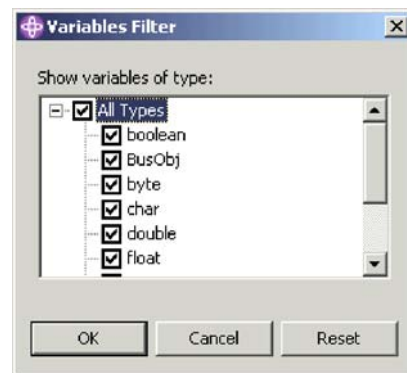 Variables Filter
Show variables of type:
All Types
boolean
BusObj
byte
char
double
float
OK Cancel Reset